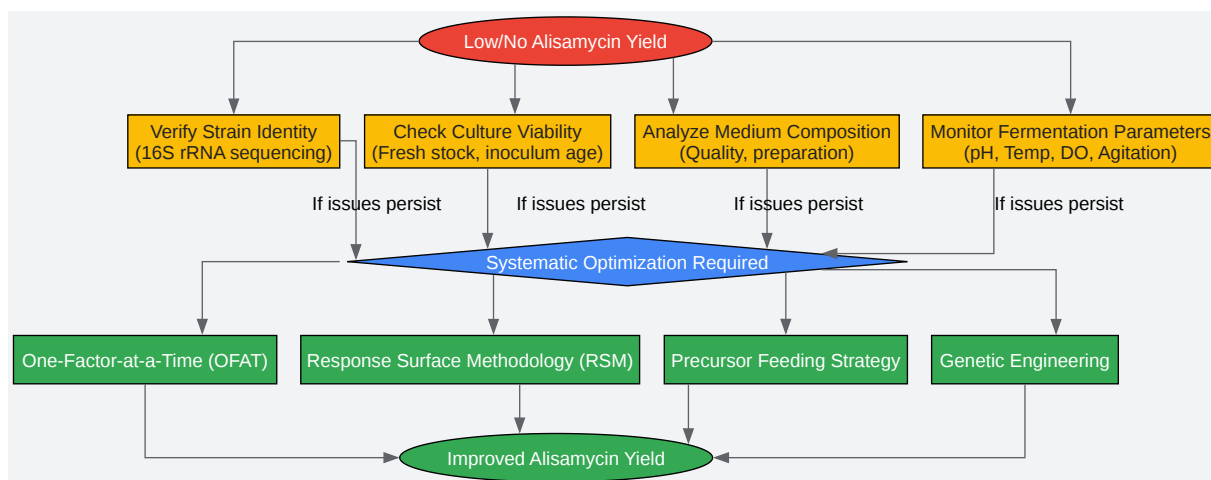 Low/No Alisamycin Yield
Verify Strain Identity
(16S rRNA sequencing)
Check Culture Viability
(Fresh stock, inoculum age)
Analyze Medium Composition
(Quality, preparation)
Monitor Fermentation Parameters
(pH, Temp, DO, Agitation)
If issues persist
If issues persist
If issues persist
If issues persist
Systematic Optimization Required
One-Factor-at-a-Time (OFAT)
Response Surface Methodology (RSM)
Precursor Feeding Strategy
Genetic Engineering
Improved Alisamycin Yield